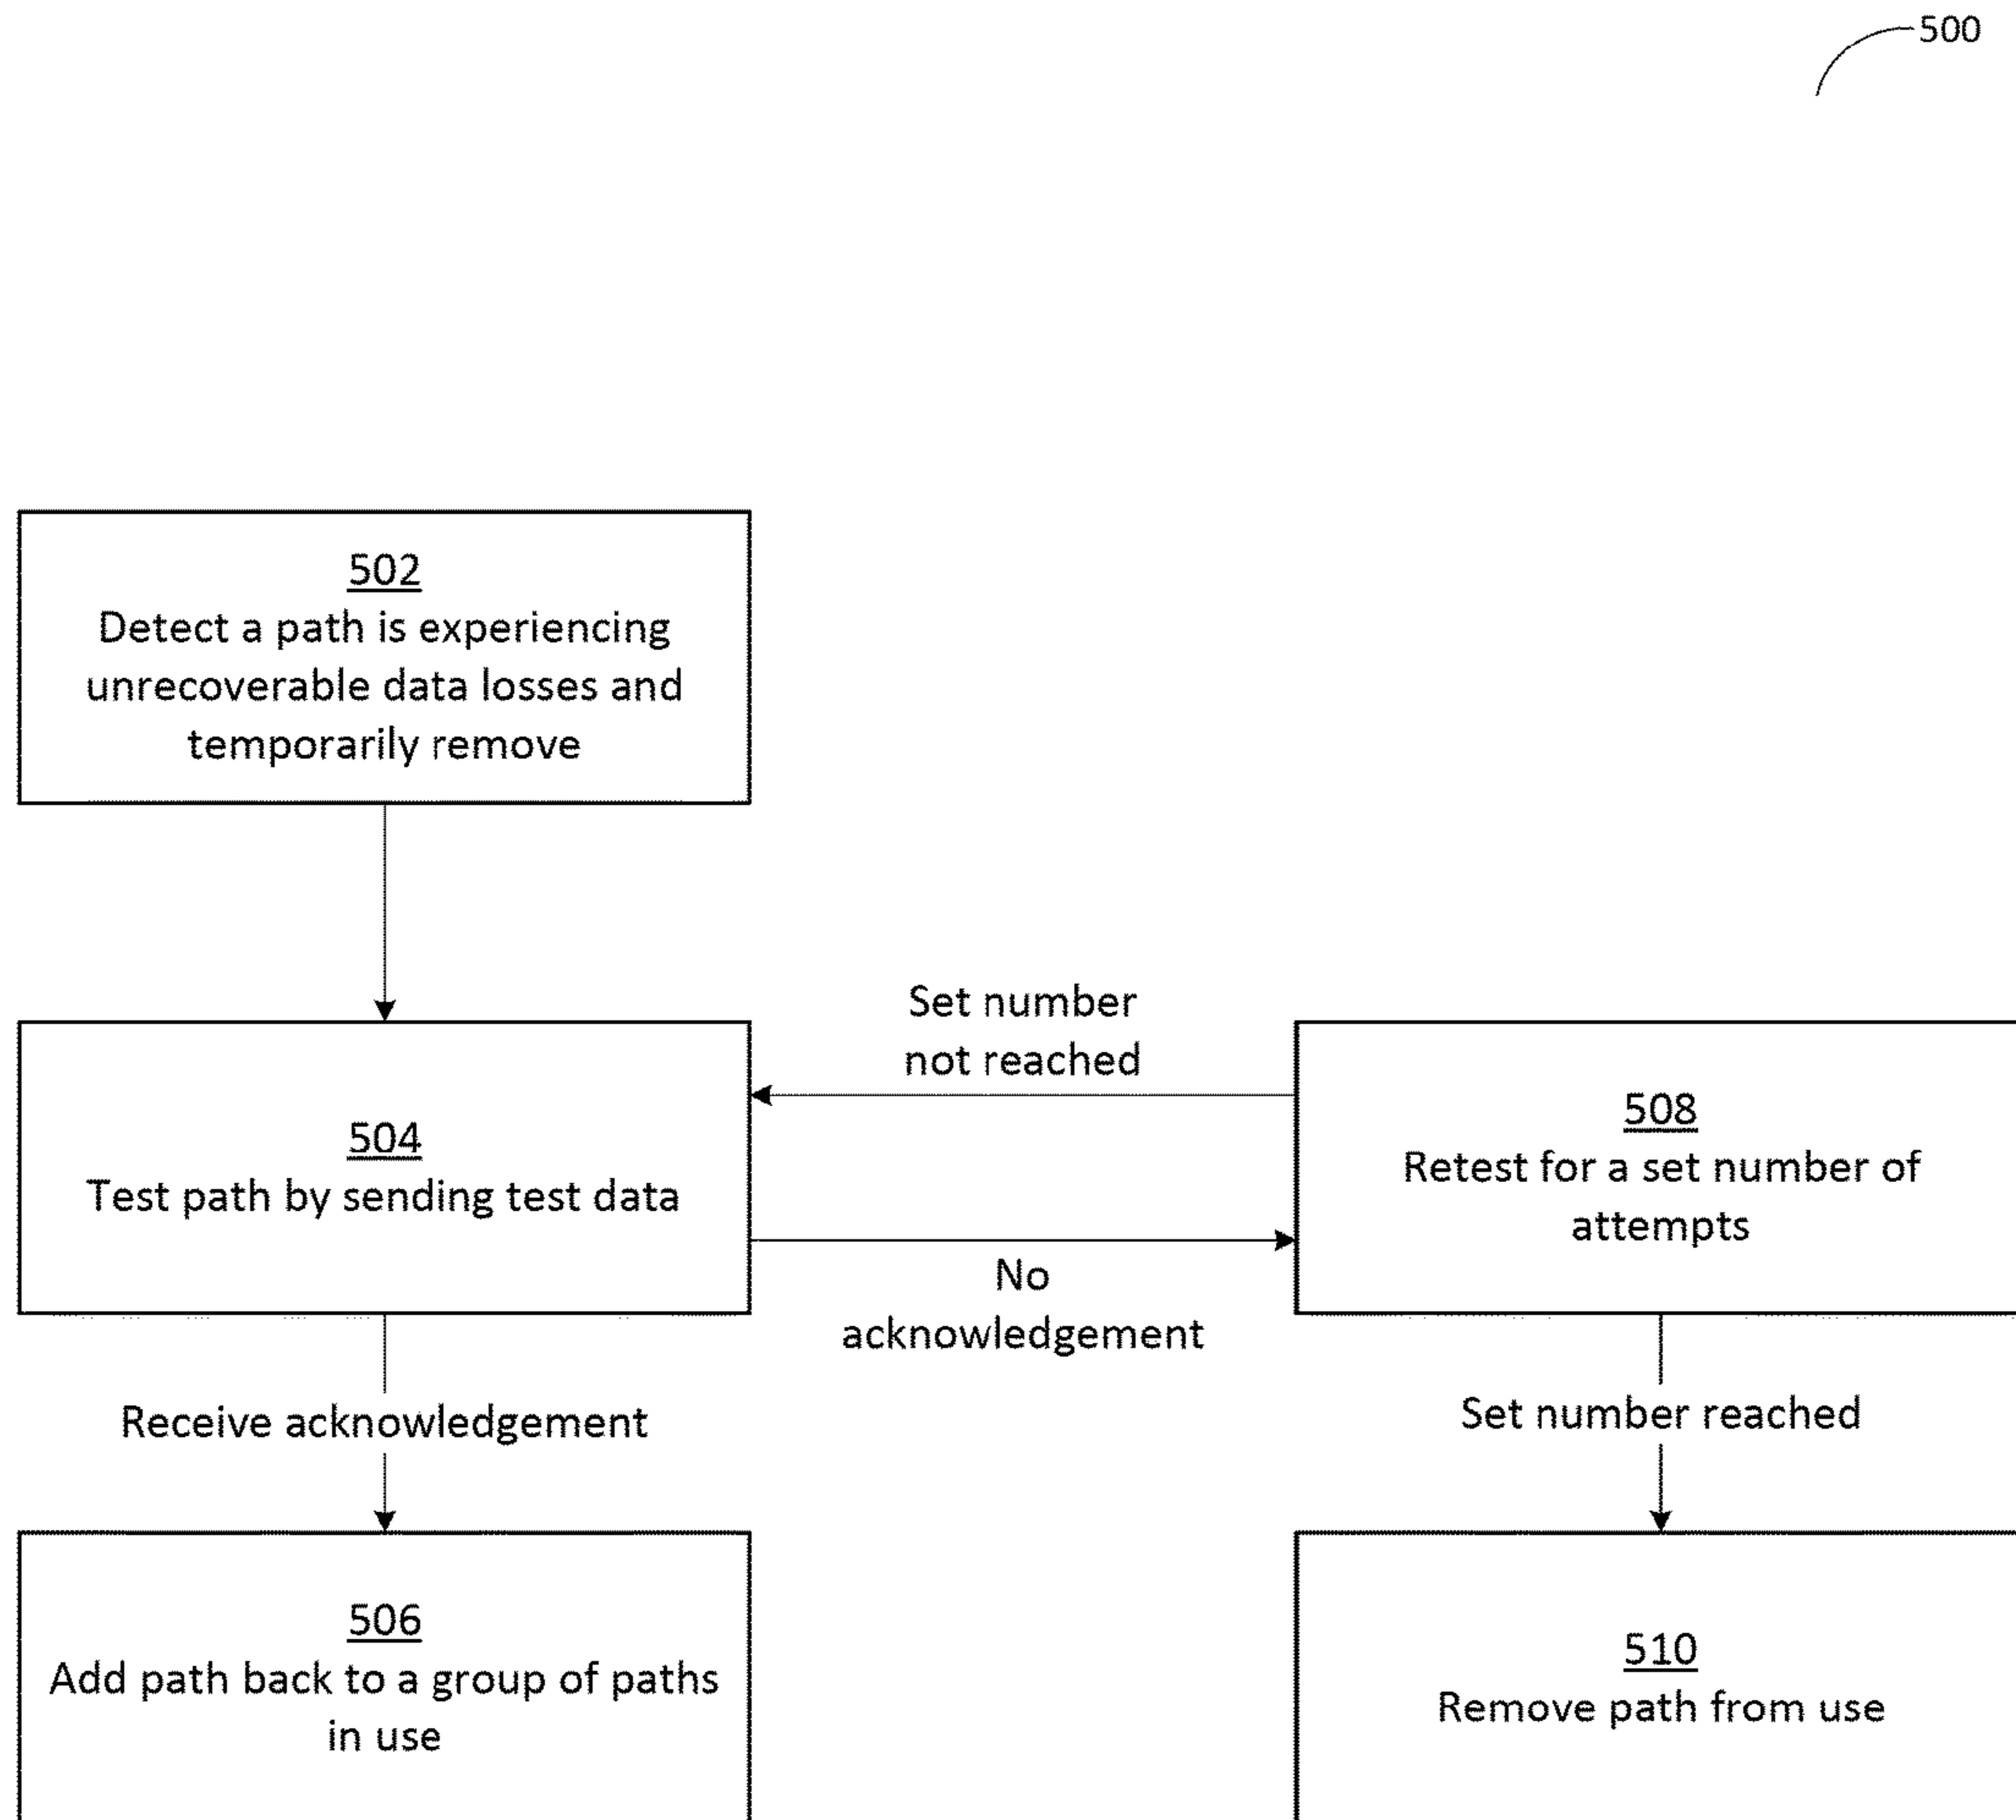 500
502
Detect a path is experiencing
unrecoverable data losses and
temporarily remove
Set number
not reached
504
Test path by sending test data
508
Retest for a set number of
attempts
No
acknowledgement
Receive acknowledgement
Set number reached
506
Add path back to a group of paths
in use
510
Remove path from use